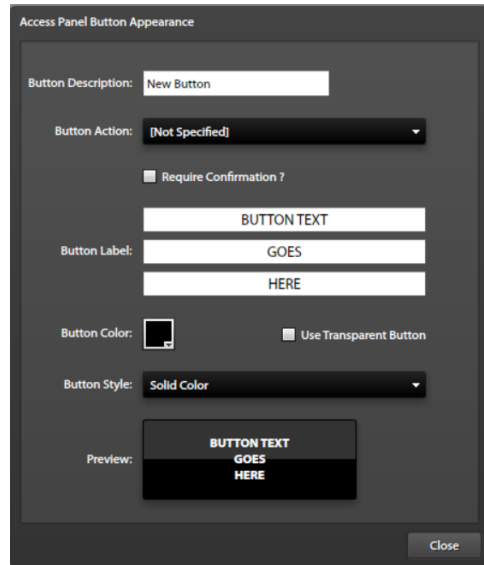 Access Panel Button Appearance
Button Description: New Button
Button Action: [Not Specified]
Require Confirmation ?
BUTTON TEXT
Button Label: GOES
HERE
Button Color: Use Transparent Button
Button Style: Solid Color
BUTTON TEXT
Preview: GOES
HERE
Close